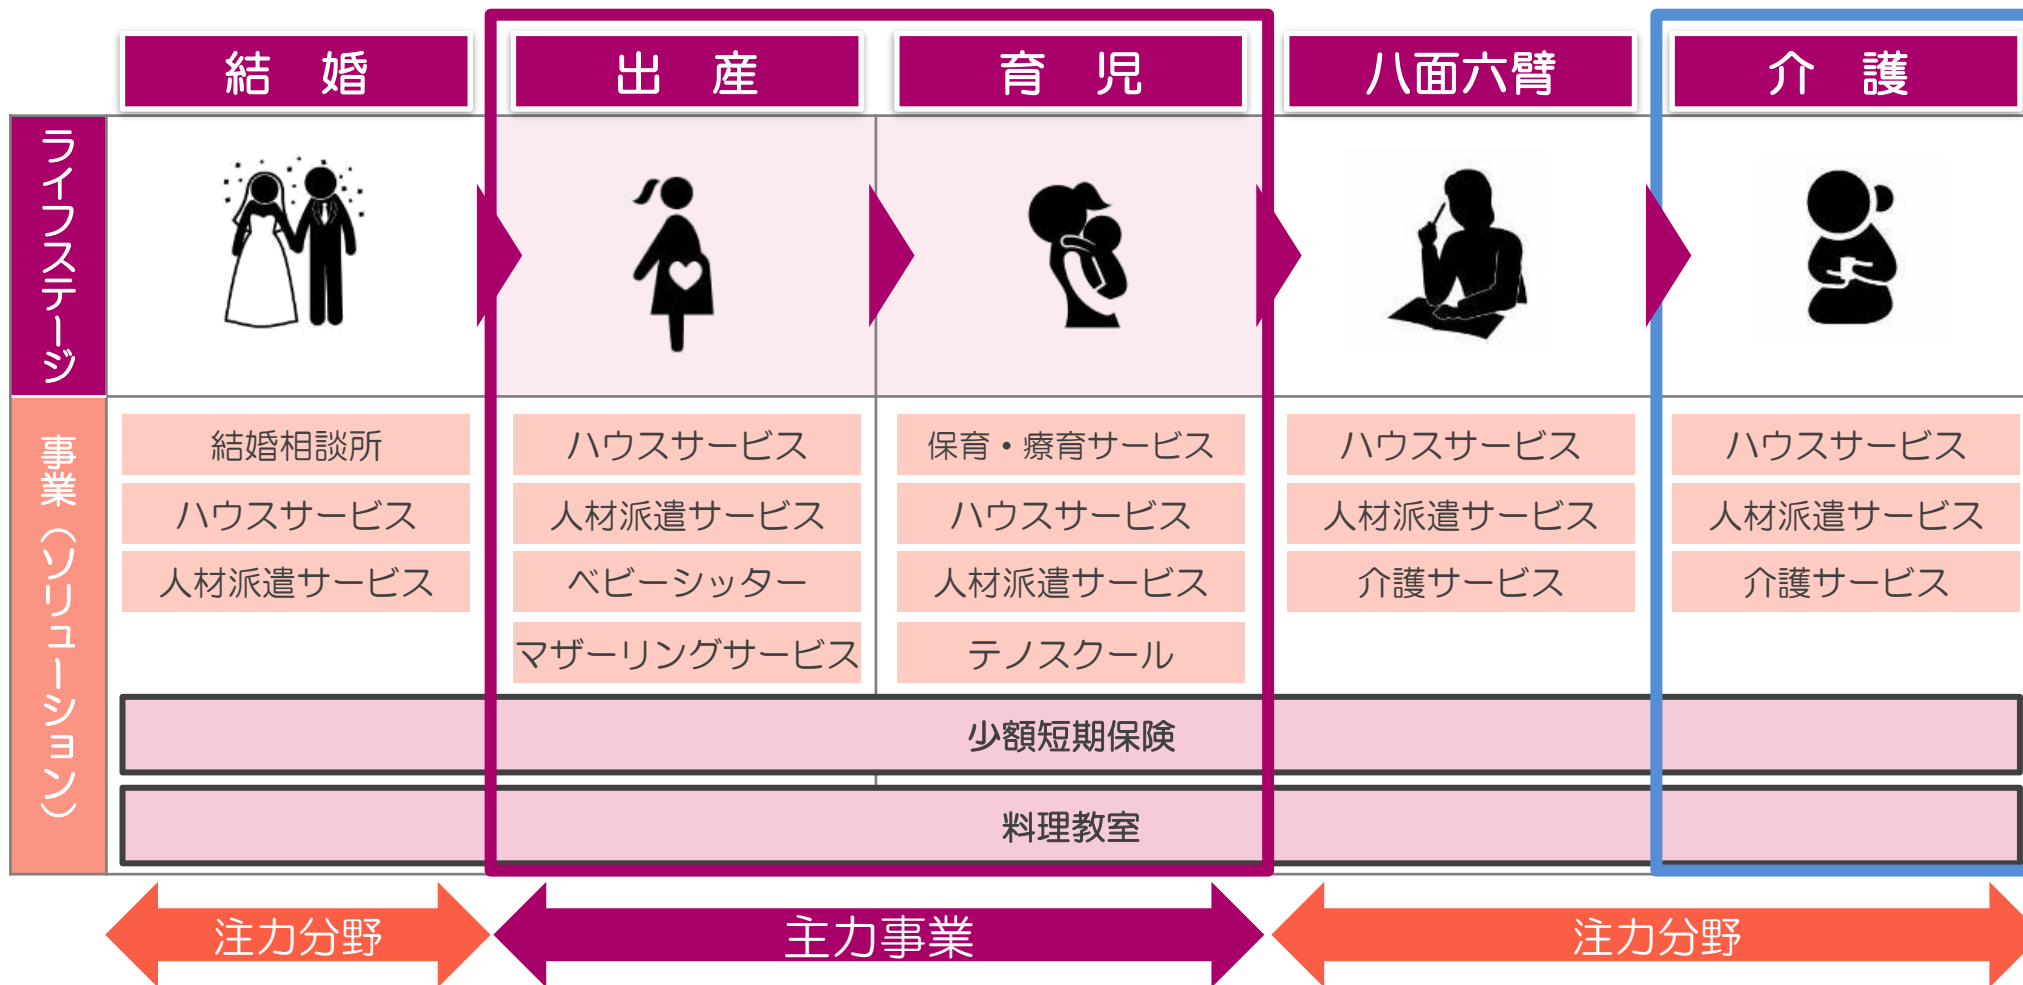 結　婚
出　産
育　児
八面六臂
介　護
ライフステージ
事業（ソリューション）
結婚相談所
ハウスサービス
人材派遣サービス
ハウスサービス
人材派遣サービス
ベビーシッター
マザーリングサービス
保育・療育サービス
ハウスサービス
人材派遣サービス
テノスクール
ハウスサービス
人材派遣サービス
介護サービス
ハウスサービス
人材派遣サービス
介護サービス
少額短期保険
料理教室
注力分野
主力事業
注力分野